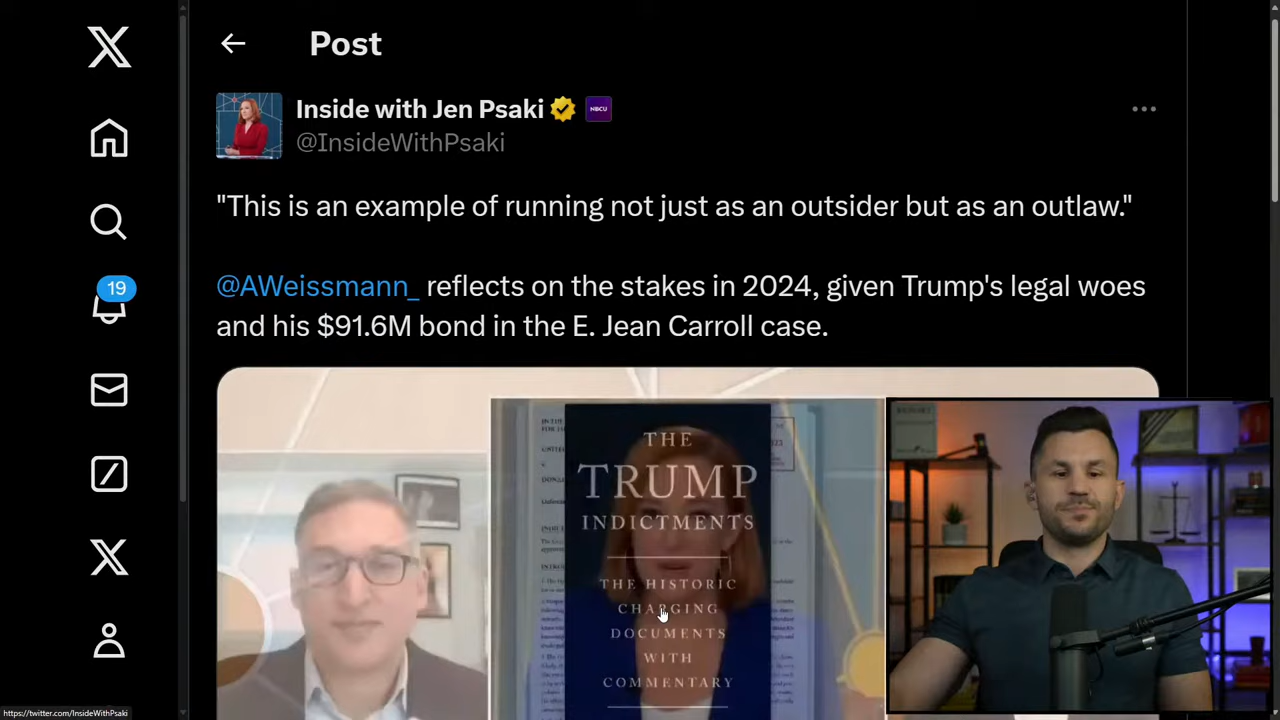 Post
Inside with Jen Psaki
NBCU
@InsideWithPsaki
"This is an example of running not just as an outsider but as an outlaw."
19
@AWeissmann_ reflects on the stakes in 2024, given Trump's legal woes
and his $91.6M bond in the E. Jean Carroll case.
THE
TRUMP
INDICTMENTS
THE HISTORIC
CHARGING
DOCUMENTS
WITH
COMMENTARY
https://twitter.com/InsideWithPsaki